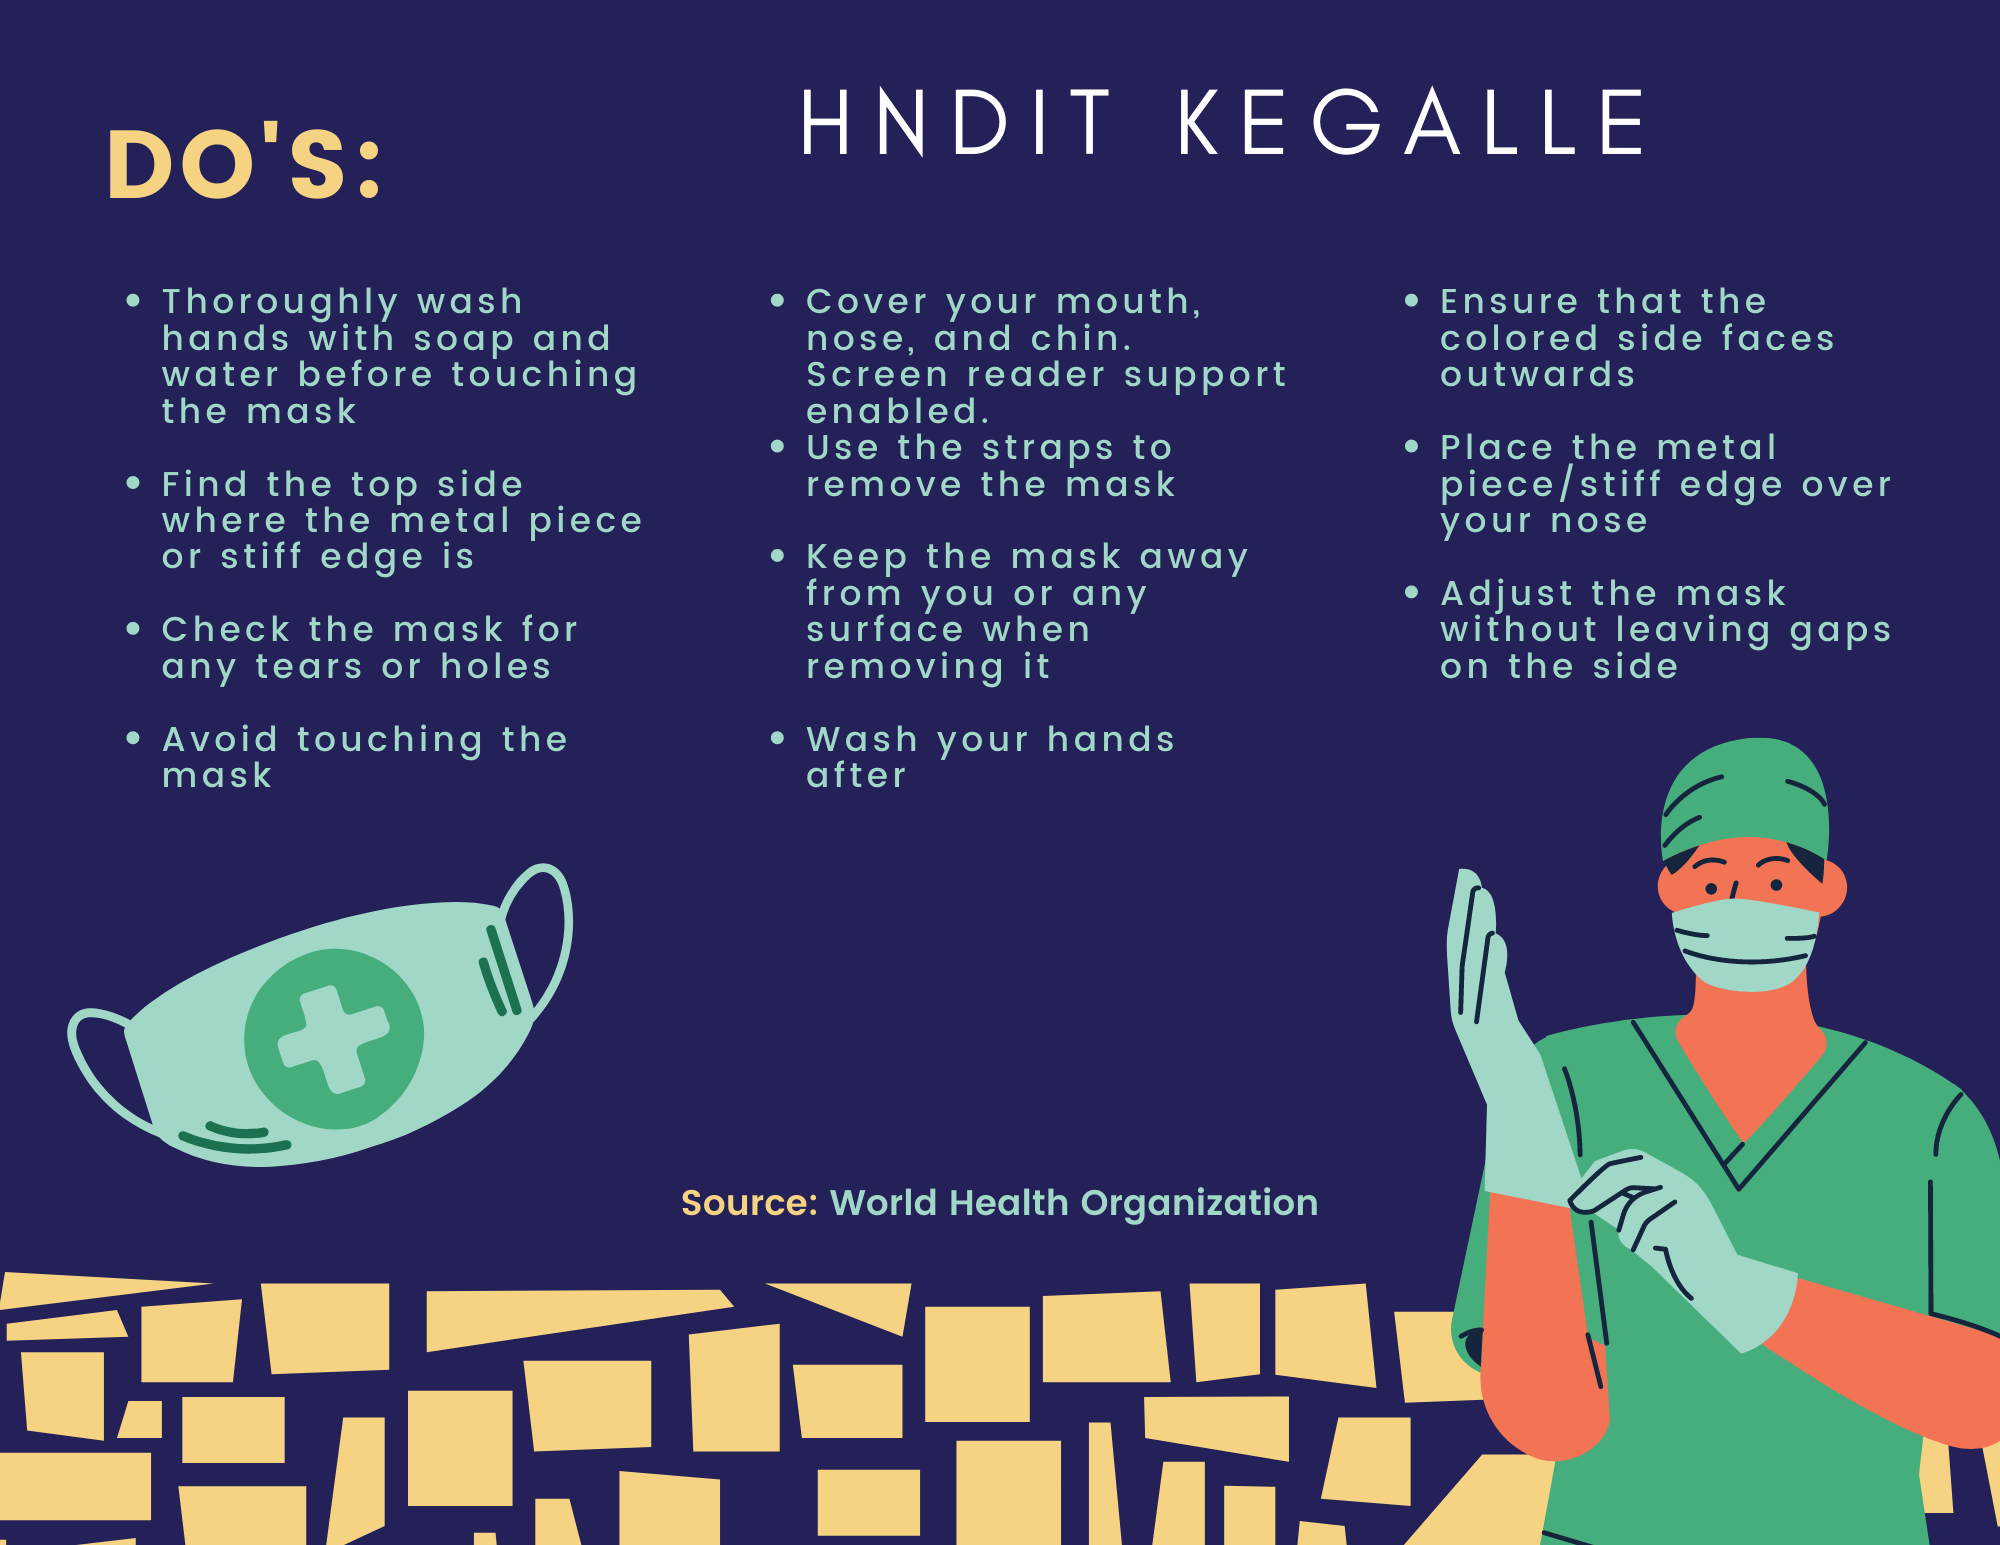 DO'S:
HNDIT KEGALLE
• Thoroughly wash
hands with soap and
water before touching
the mask
• Find the top side
where the metal piece
or stiff edge is
• Check the mask for
any tears or holes
• Avoid touching the
mask
• Cover your mouth,
nose, and chin.
Screen reader support
enabled.
• Use the straps to
remove the mask
• Keep the mask away
from you or any
surface when
removing it
• Wash your hands
after
• Ensure that the
colored side faces
outwards
• Place the metal
piece/stiff edge over
your nose
• Adjust the mask
without leaving gaps
on the side
Source: World Health Organization